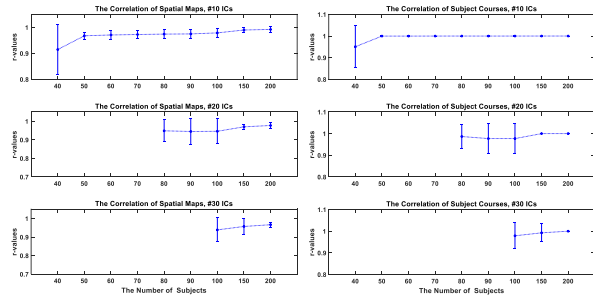 The Correlation of Spatial Maps, #10 ICs
1
0.9
0.8
r-values
40 50 60 70 80 90 100 150 200
The Correlation of Subject Courses, #10 ICs
1.1
1
0.9
0.8
r-values
40 50 60 70 80 90 100 150 200
The Correlation of Spatial Maps, #20 ICs
1
0.9
0.8
0.7
r-values
40 50 60 70 80 90 100 150 200
The Correlation of Subject Courses, #20 ICs
1.1
1
0.9
0.8
r-values
40 50 60 70 80 90 100 150 200
The Correlation of Spatial Maps, #30 ICs
1
0.9
0.8
0.7
r-values
40 50 60 70 80 90 100 150 200
The Number of Subjects
The Correlation of Subject Courses, #30 ICs
1.1
1
0.9
0.8
r-values
40 50 60 70 80 90 100 150 200
The Number of Subjects